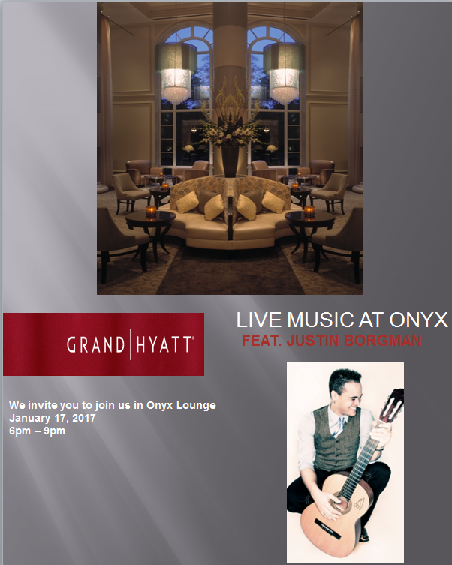 LIVE MUSIC AT ONYX
FEAT. JUSTIN BORGMAN
GRAND HYATT
We invite you to join us in Onyx Lounge
January 17, 2017
6pm – 9pm